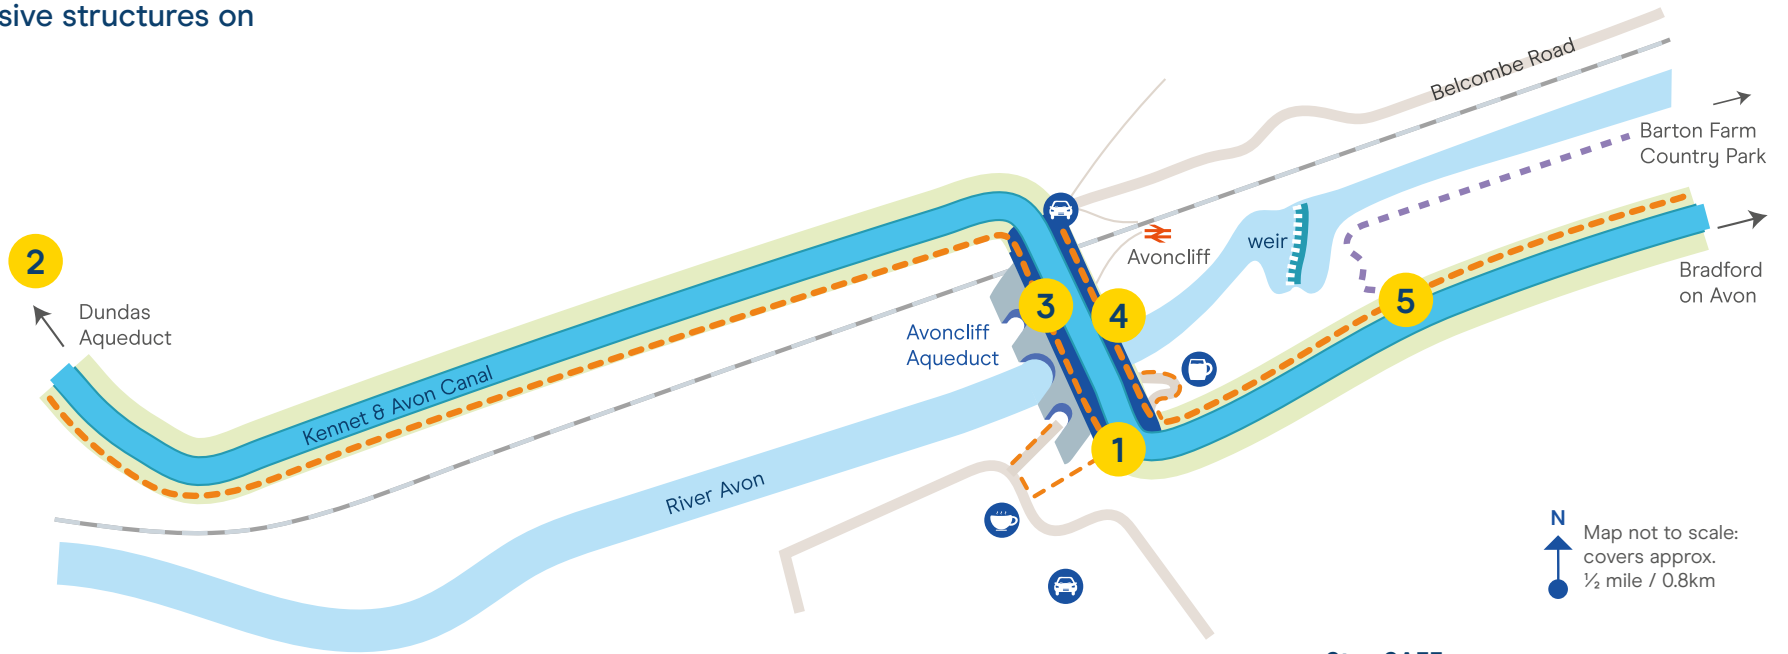 sive structures on
Belcombe Road
Barton Farm
Country Park
2
weir
Avoncliff
Bradford
on Avon
Dundas
Aqueduct
3
4
5
Avoncliff
Aqueduct
Kennet & Avon Canal
1
River Avon
N
Map not to scale:
covers approx.
½ mile / 0.8km